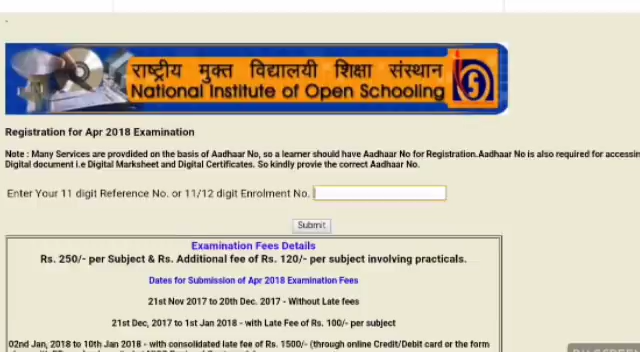 राष्ट्रीय मुक्त विद्यालयी शिक्षा संस्थान
National Institute of Open Schooling
Registration for Apr 2018 Examination
Note : Many Services are provdided on the basis of Aadhaar No, so a learner should have Aadhaar No for Registration.Aadhaar No is also required for accessin
Digital document i.e Digital Marksheet and Digital Certificates. So kindly provie the correct Aadhaar No.
Enter Your 11 digit Reference No. or 11/12 digit Enrolment No.
Submit
Examination Fees Details
Rs. 250/- per Subject & Rs. Additional fee of Rs. 120/- per subject involving practicals.
Dates for Submission of Apr 2018 Examination Fees
21st Nov 2017 to 20th Dec. 2017 - Without Late fees
21st Dec, 2017 to 1st Jan 2018 - with Late Fee of Rs. 100/- per subject
02nd Jan, 2018 to 10th Jan 2018 - with consolidated late fee of Rs. 1500/- (through online Credit/Debit card or the form